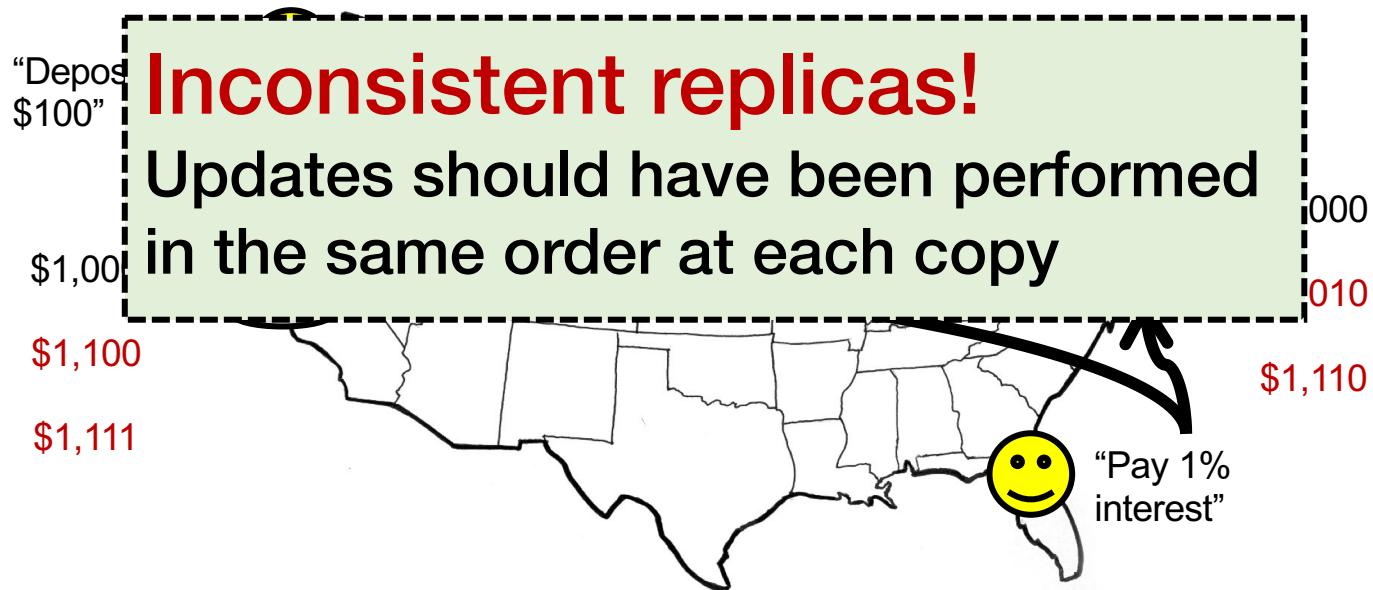 “Depos
$100”
Inconsistent replicas!
Updates should have been performed
in the same order at each copy
000
$1,00
010
$1,100
$1,110
$1,111
“Pay 1%
interest”